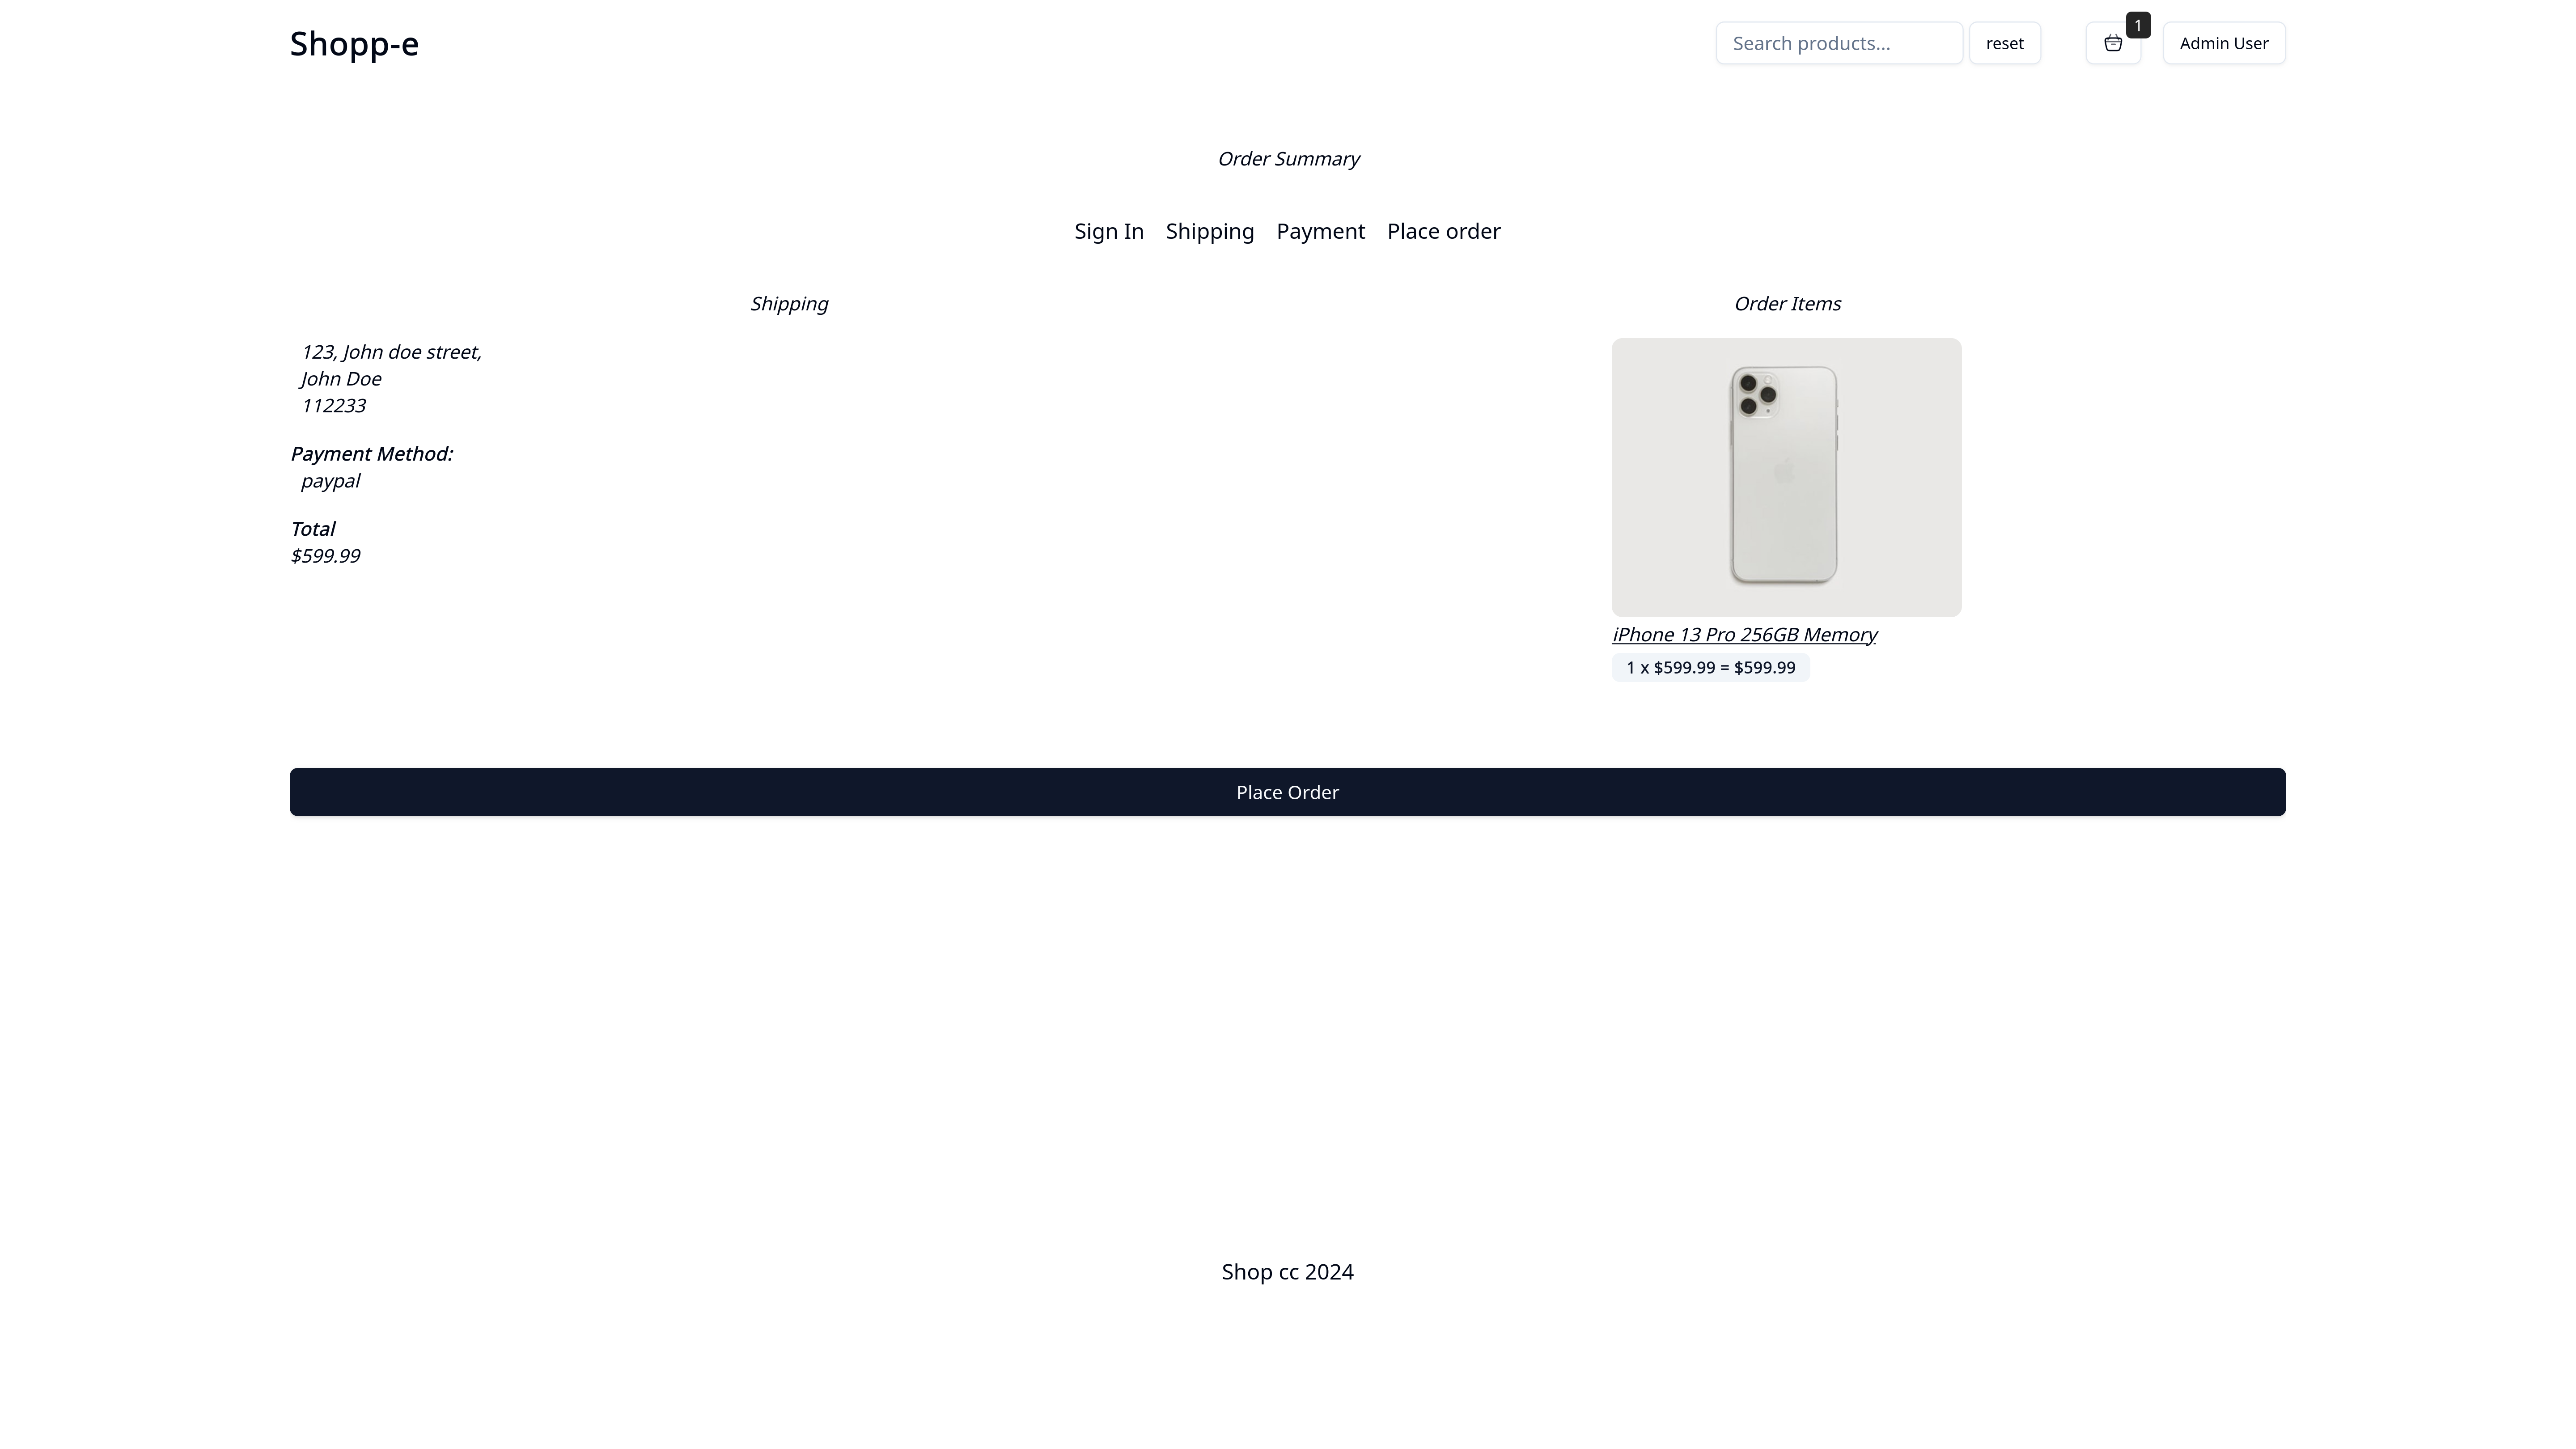 Shopp-e
Search products...
reset
1
Admin User
Order Summary
Sign In Shipping Payment Place order
Shipping
123, John doe street,
John Doe
112233
Payment Method:
paypal
Total
$599.99
Order Items
iPhone 13 Pro 256GB Memory
1 x $599.99 = $599.99
Place Order
Shop cc 2024